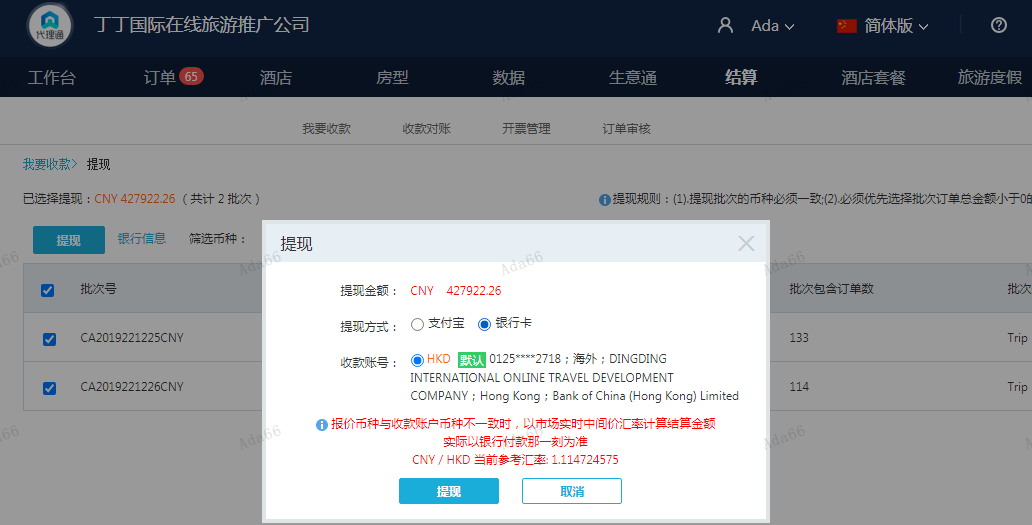 代理通
丁丁国际在线旅游推广公司
Ada
简体版
工作台 订单 65 酒店 房型 数据 生意通 结算 酒店套餐 旅游度假
我要收款 收款对账 开票管理 订单审核
我要收款> 提现
已选择提现：CNY 427922.26 （共计 2 批次）
提现规则：(1).提现批次的币种必须一致;(2).必须优先选择批次订单总金额小于0的
提现 银行信息 筛选币种：
批次号 批次包含订单数 批次
CA2019221225CNY 133 Trip
CA2019221226CNY 114 Trip
提现
提现金额： CNY 427922.26
提现方式： 支付宝 银行卡
收款账号： HKD 默认 0125****2718；海外；DINGDING
INTERNATIONAL ONLINE TRAVEL DEVELOPMENT
COMPANY；Hong Kong；Bank of China (Hong Kong) Limited
报价币种与收款账户币种不一致时，以市场实时中间价汇率计算结算金额
实际以银行付款那一刻为准
CNY / HKD 当前参考汇率: 1.114724575
提现 取消
Ada66